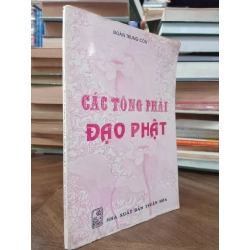 ĐOÀN TRUNG CÒN
CÁC TÔNG PHÁI
ĐẠO PHẬT
NHÀ XUẤT BẢN THUẬN HÓA